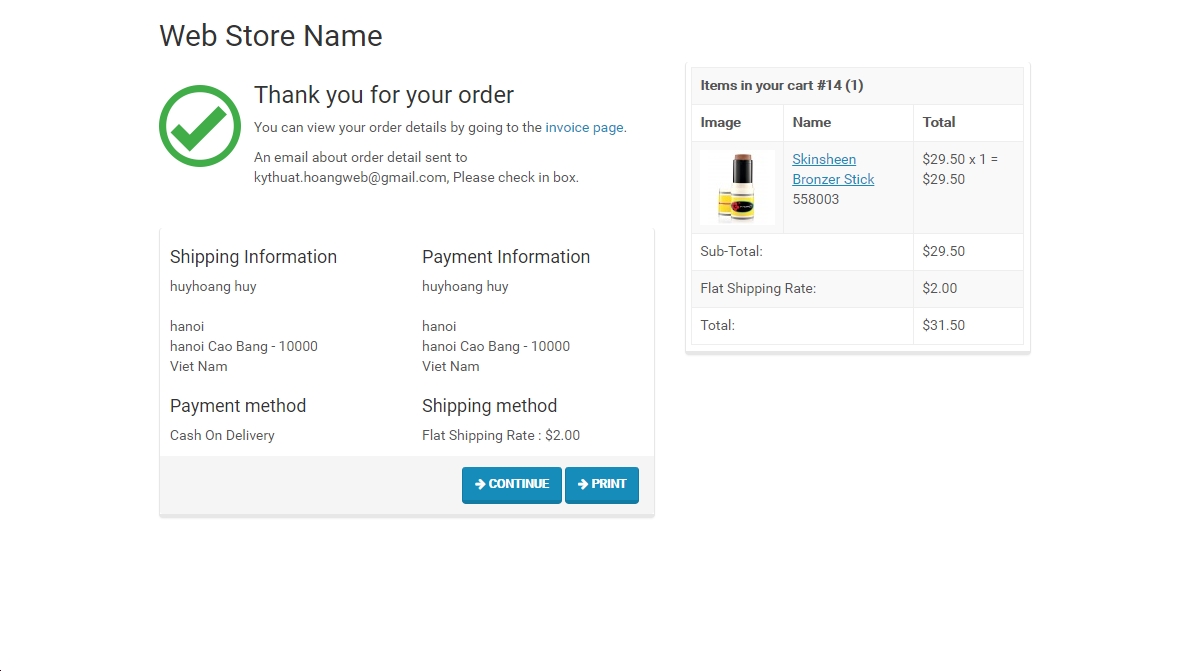 Web Store Name
Thank you for your order
You can view your order details by going to the invoice page.
An email about order detail sent to
kythuat.hoangweb@gmail.com, Please check in box.
Shipping Information
huyhoang huy
hanoi
hanoi Cao Bang - 10000
Viet Nam
Payment Information
huyhoang huy
hanoi
hanoi Cao Bang - 10000
Viet Nam
Payment method
Cash On Delivery
Shipping method
Flat Shipping Rate : $2.00
CONTINUE
PRINT
Items in your cart #14 (1)
Image Name Total
Skinsheen
Bronzer Stick
558003
$29.50 x 1 =
$29.50
Sub-Total: $29.50
Flat Shipping Rate: $2.00
Total: $31.50